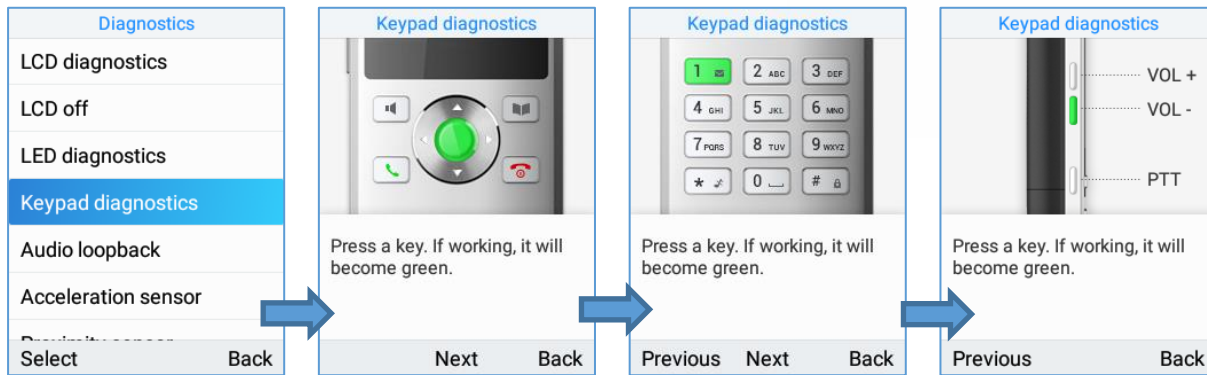 Diagnostics
LCD diagnostics
LCD off
LED diagnostics
Keypad diagnostics
Audio loopback
Acceleration sensor
Select Back
Keypad diagnostics
Press a key. If working, it will
become green.
Next Back
Keypad diagnostics
1 2 ABC 3 DEF
4 GHI 5 JKL 6 MNO
7 PQRS 8 TUV 9 WXYZ
* 0 #
Press a key. If working, it will
become green.
Previous Next Back
Keypad diagnostics
VOL +
VOL -
PTT
Press a key. If working, it will
become green.
Previous Back